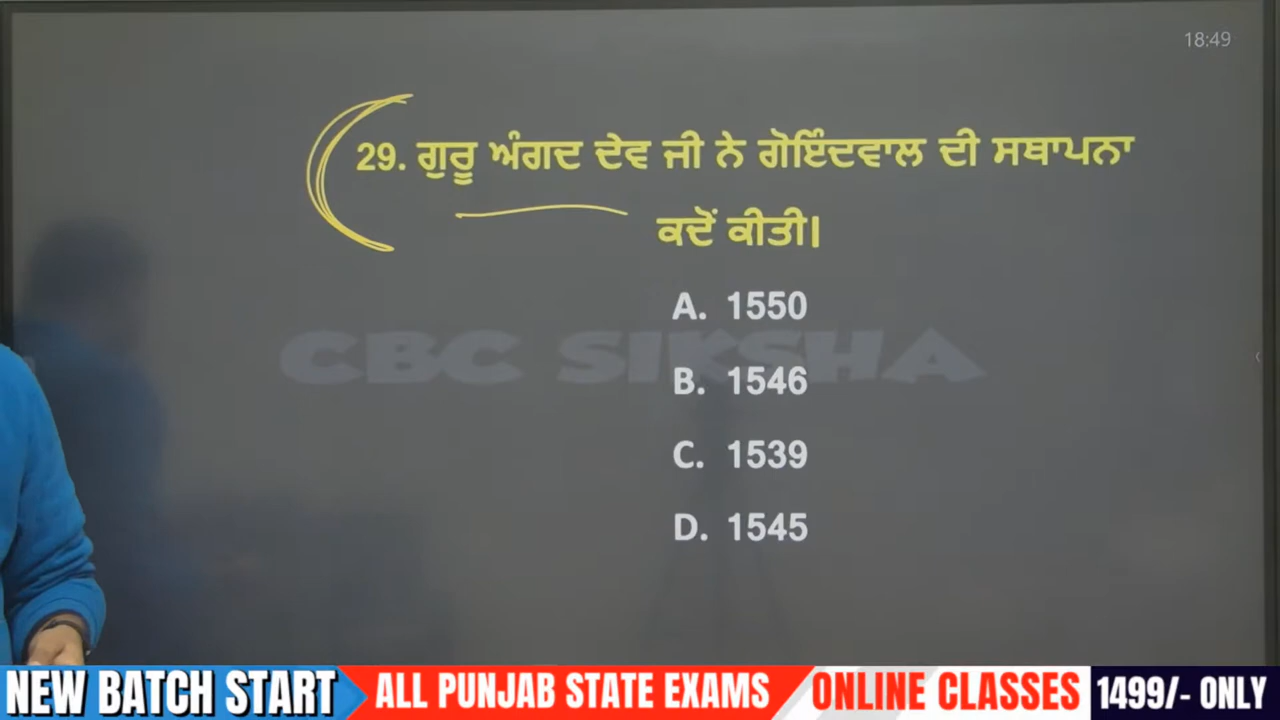 18:49
29. ਗੁਰੂ ਅੰਗਦ ਦੇਵ ਜੀ ਨੇ ਗੋਇੰਦਵਾਲ ਦੀ ਸਥਾਪਨਾ
ਕਦੋਂ ਕੀਤੀ।
A. 1550
CBC SIKSHA
B. 1546
C. 1539
D. 1545
NEW BATCH START ALL PUNJAB STATE EXAMS ONLINE CLASSES 1499/- ONLY